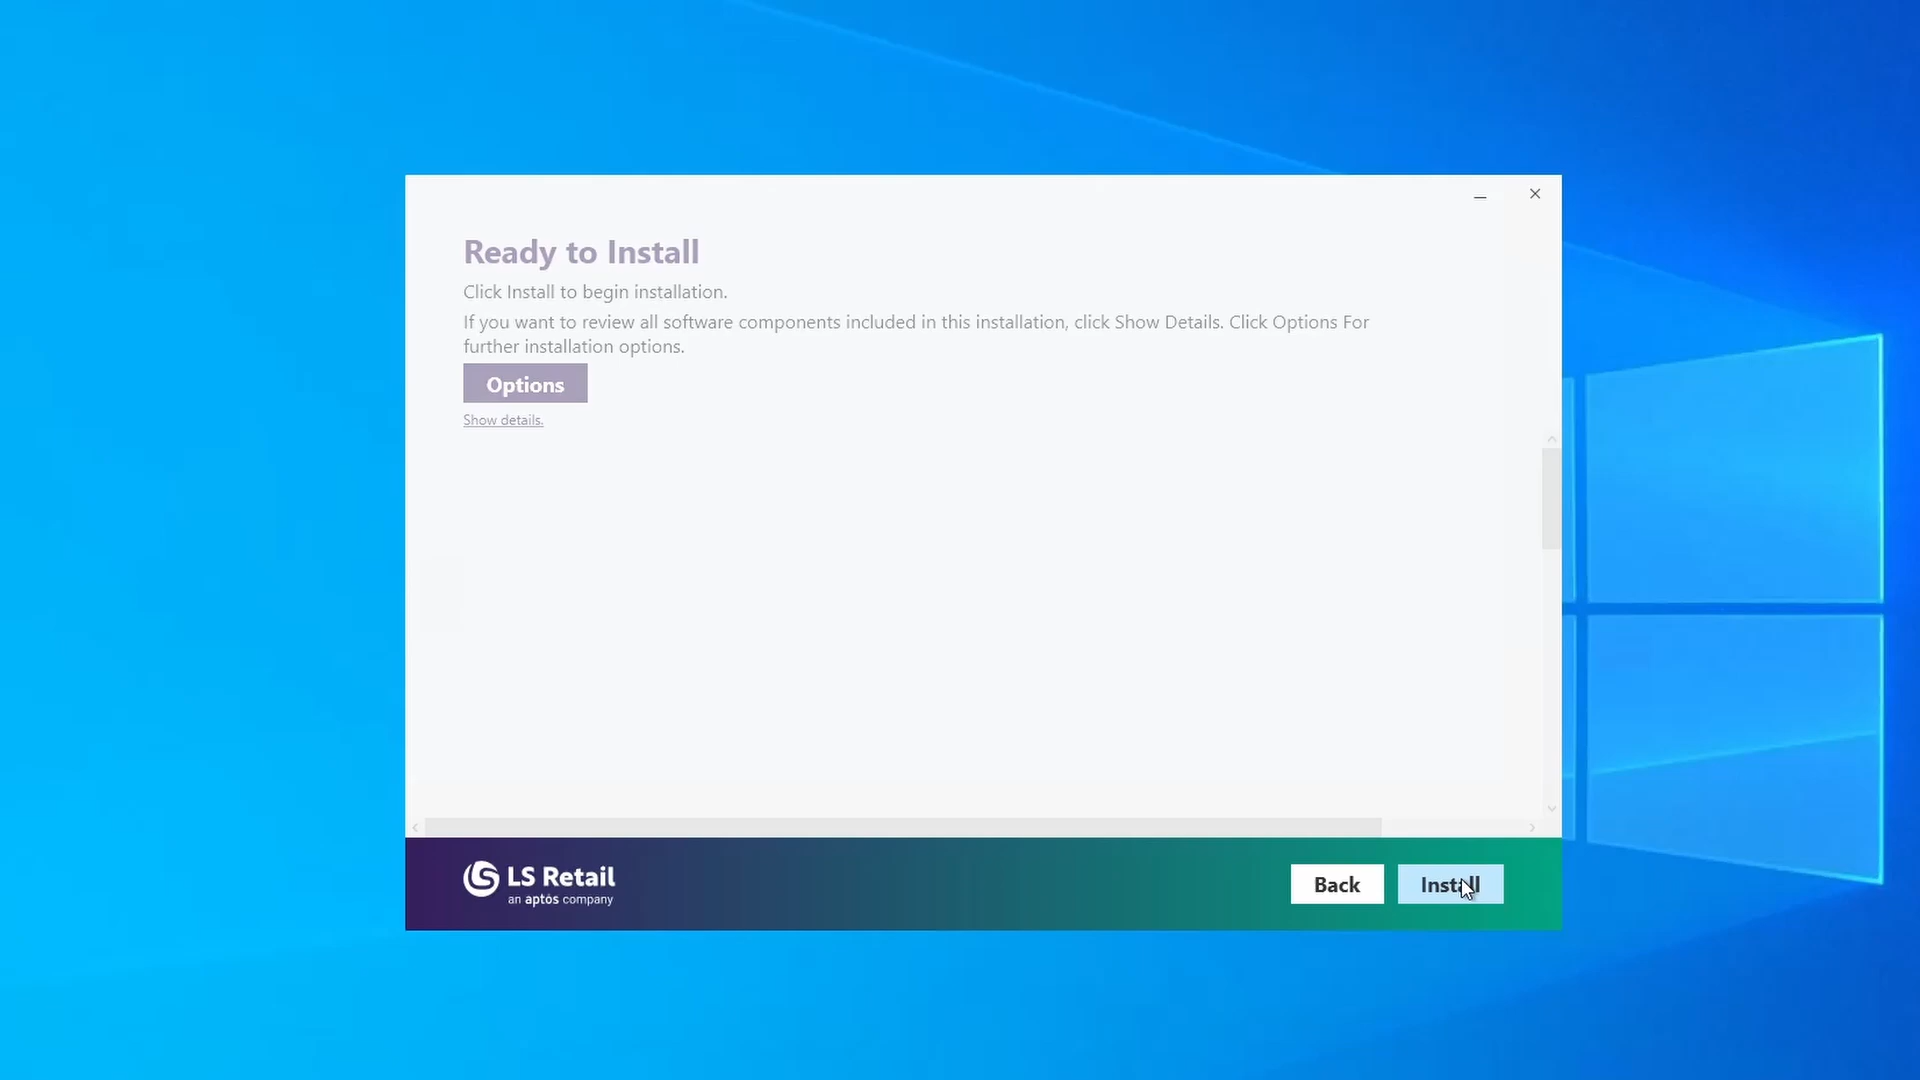 Ready to Install
Click Install to begin installation.
If you want to review all software components included in this installation, click Show Details. Click Options For
further installation options.
Options
Show details.
LS Retail
an aptos company
Back
Install